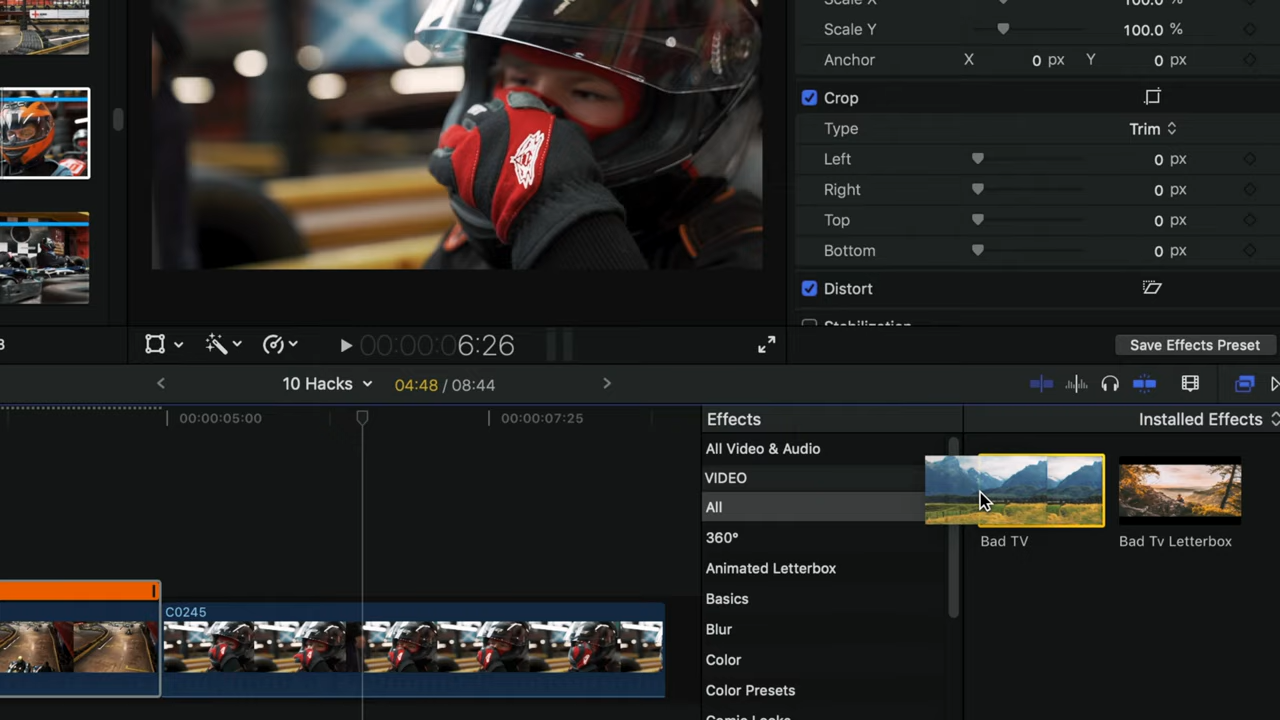 Scale X 100.0 %
Scale Y 100.0 %
Anchor X 0 px Y 0 px
Crop
Type Trim
Left 0 px
Right 0 px
Top 0 px
Bottom 0 px
Distort
Stabilization
00:00:06:26
Save Effects Preset
10 Hacks 04:48 / 08:44
00:00:05:00 00:00:07:25
Effects
Installed Effects
All Video & Audio
VIDEO
All
360°
Animated Letterbox
Basics
Blur
Color
Color Presets
Comic Looks
Bad TV
Bad Tv Letterbox
C0245